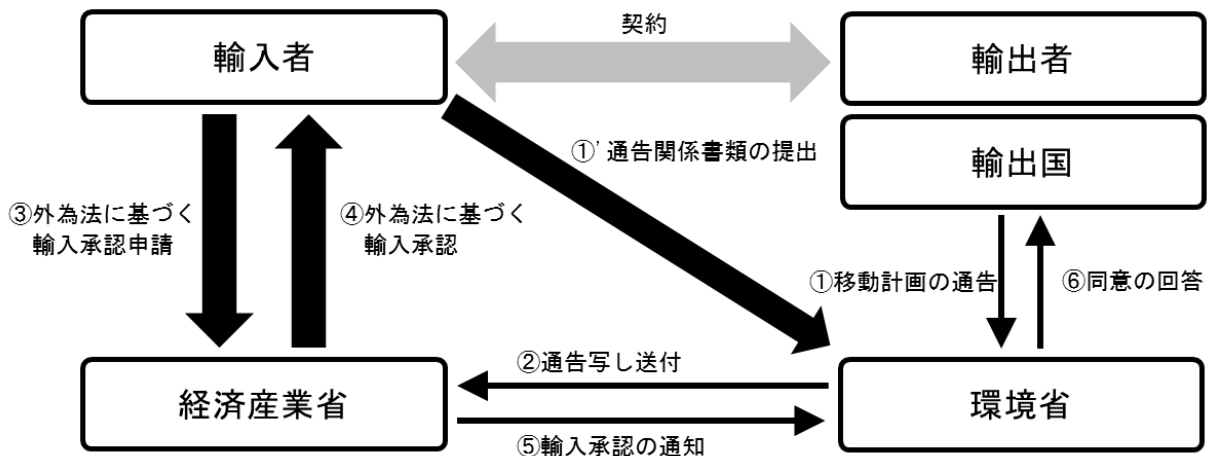 契約
輸入者
輸出者
輸出国
①’通告関係書類の提出
③外為法に基づく
輸入承認申請
④外為法に基づく
輸入承認
①移動計画の通告
⑥同意の回答
②通告写し送付
経済産業省
環境省
⑤輸入承認の通知